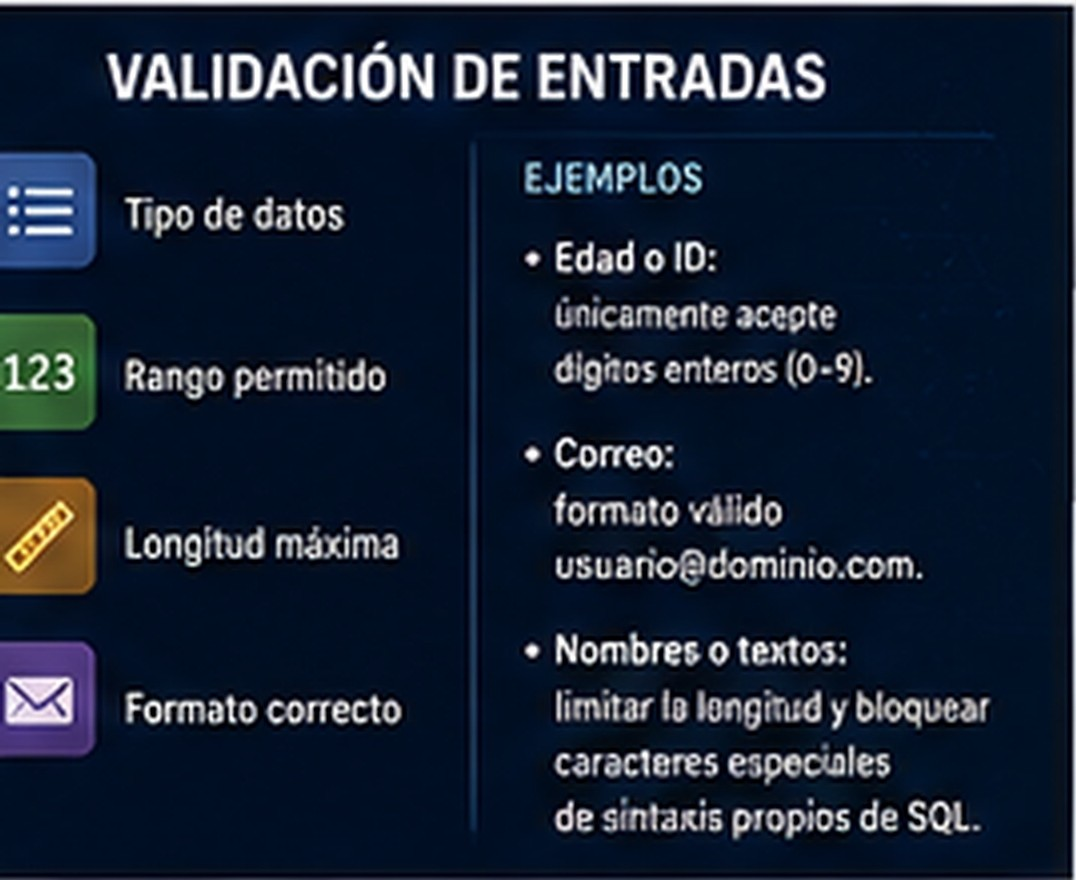 VALIDACIÓN DE ENTRADAS
Tipo de datos
123
Rango permitido
Longitud máxima
Formato correcto
EJEMPLOS
• Edad o ID:
únicamente acepte
dígitos enteros (0-9).
• Correo:
formato válido
usuario@dominio.com.
• Nombres o textos:
limitar la longitud y bloquear
caracteres especiales
de sintaxis propios de SQL.